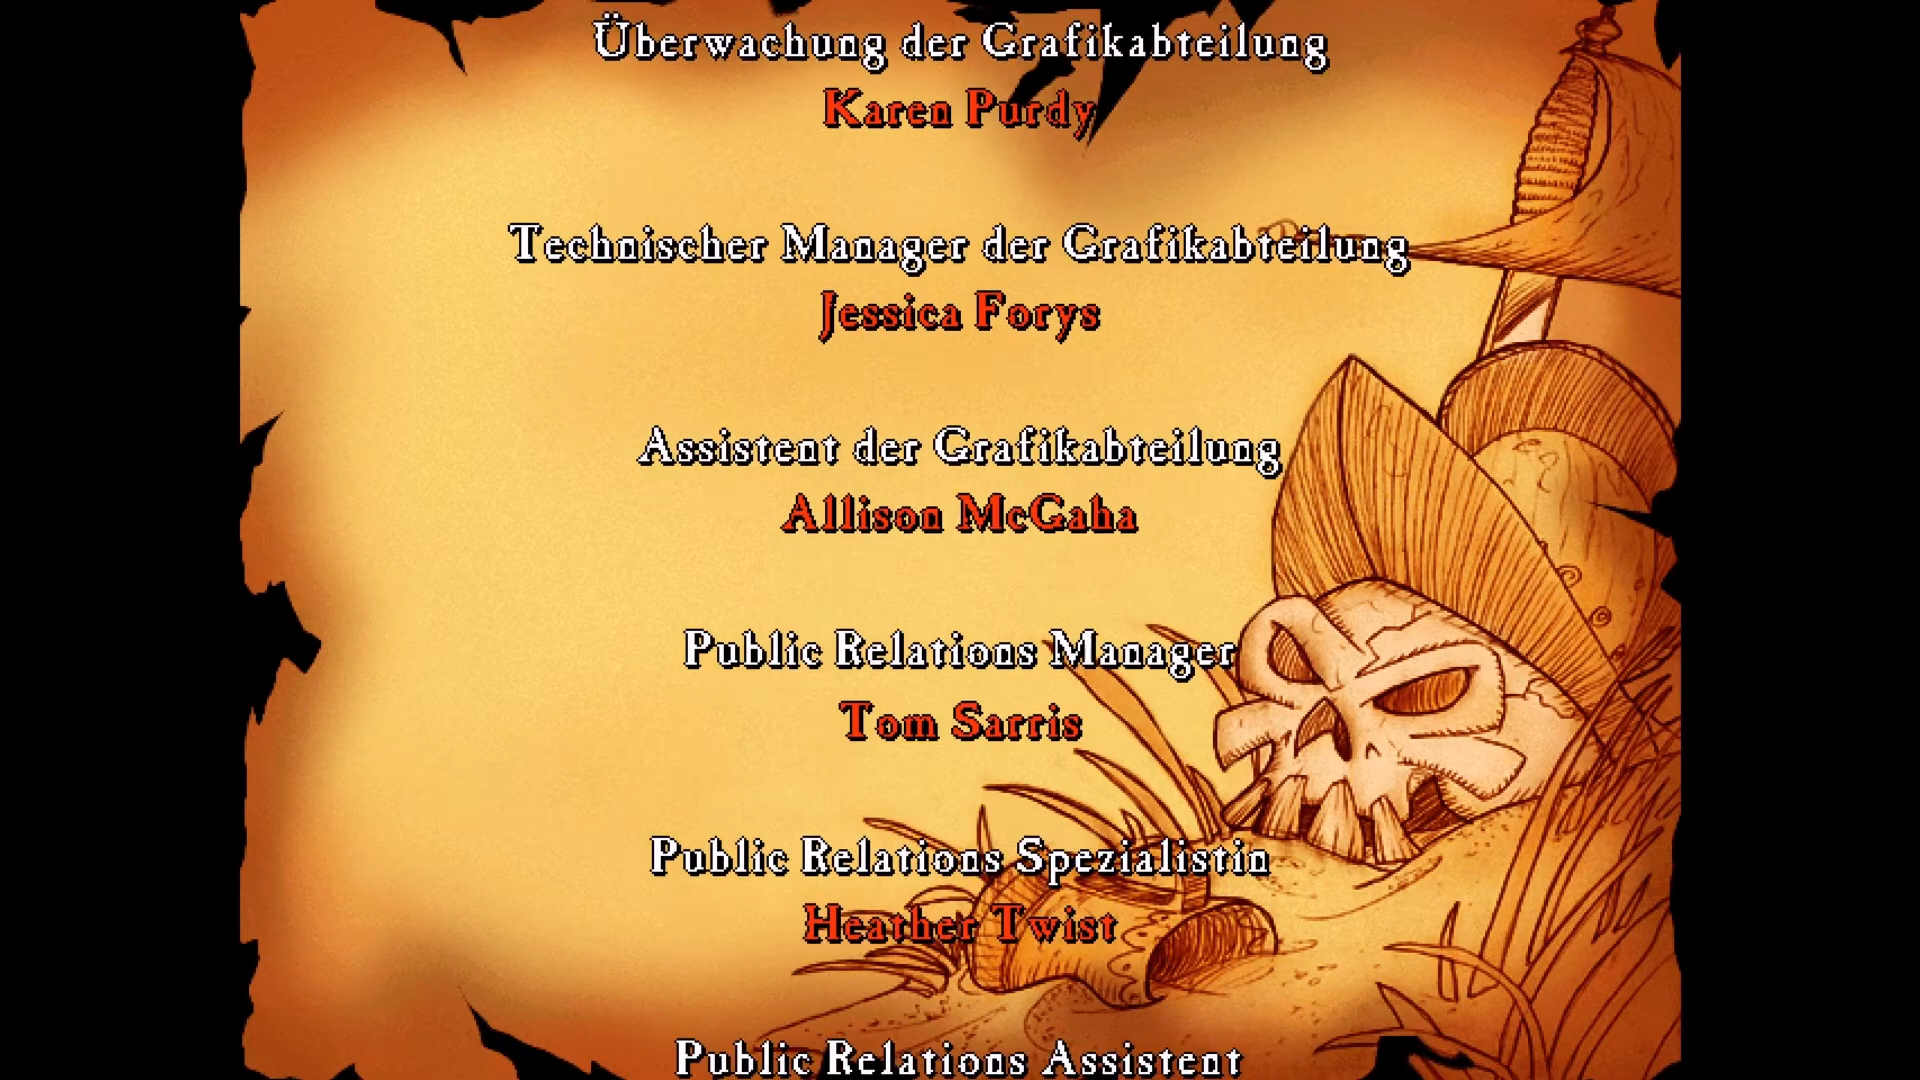 Überwachung der Grafikabteilung
Karen Purdy
Technischer Manager der Grafikabteilung
Jessica Forys
Assistent der Grafikabteilung
Allison McGaha
Public Relations Manager
Tom Sarris
Public Relations Spezialistin
Heather Twist
Public Relations Assistent